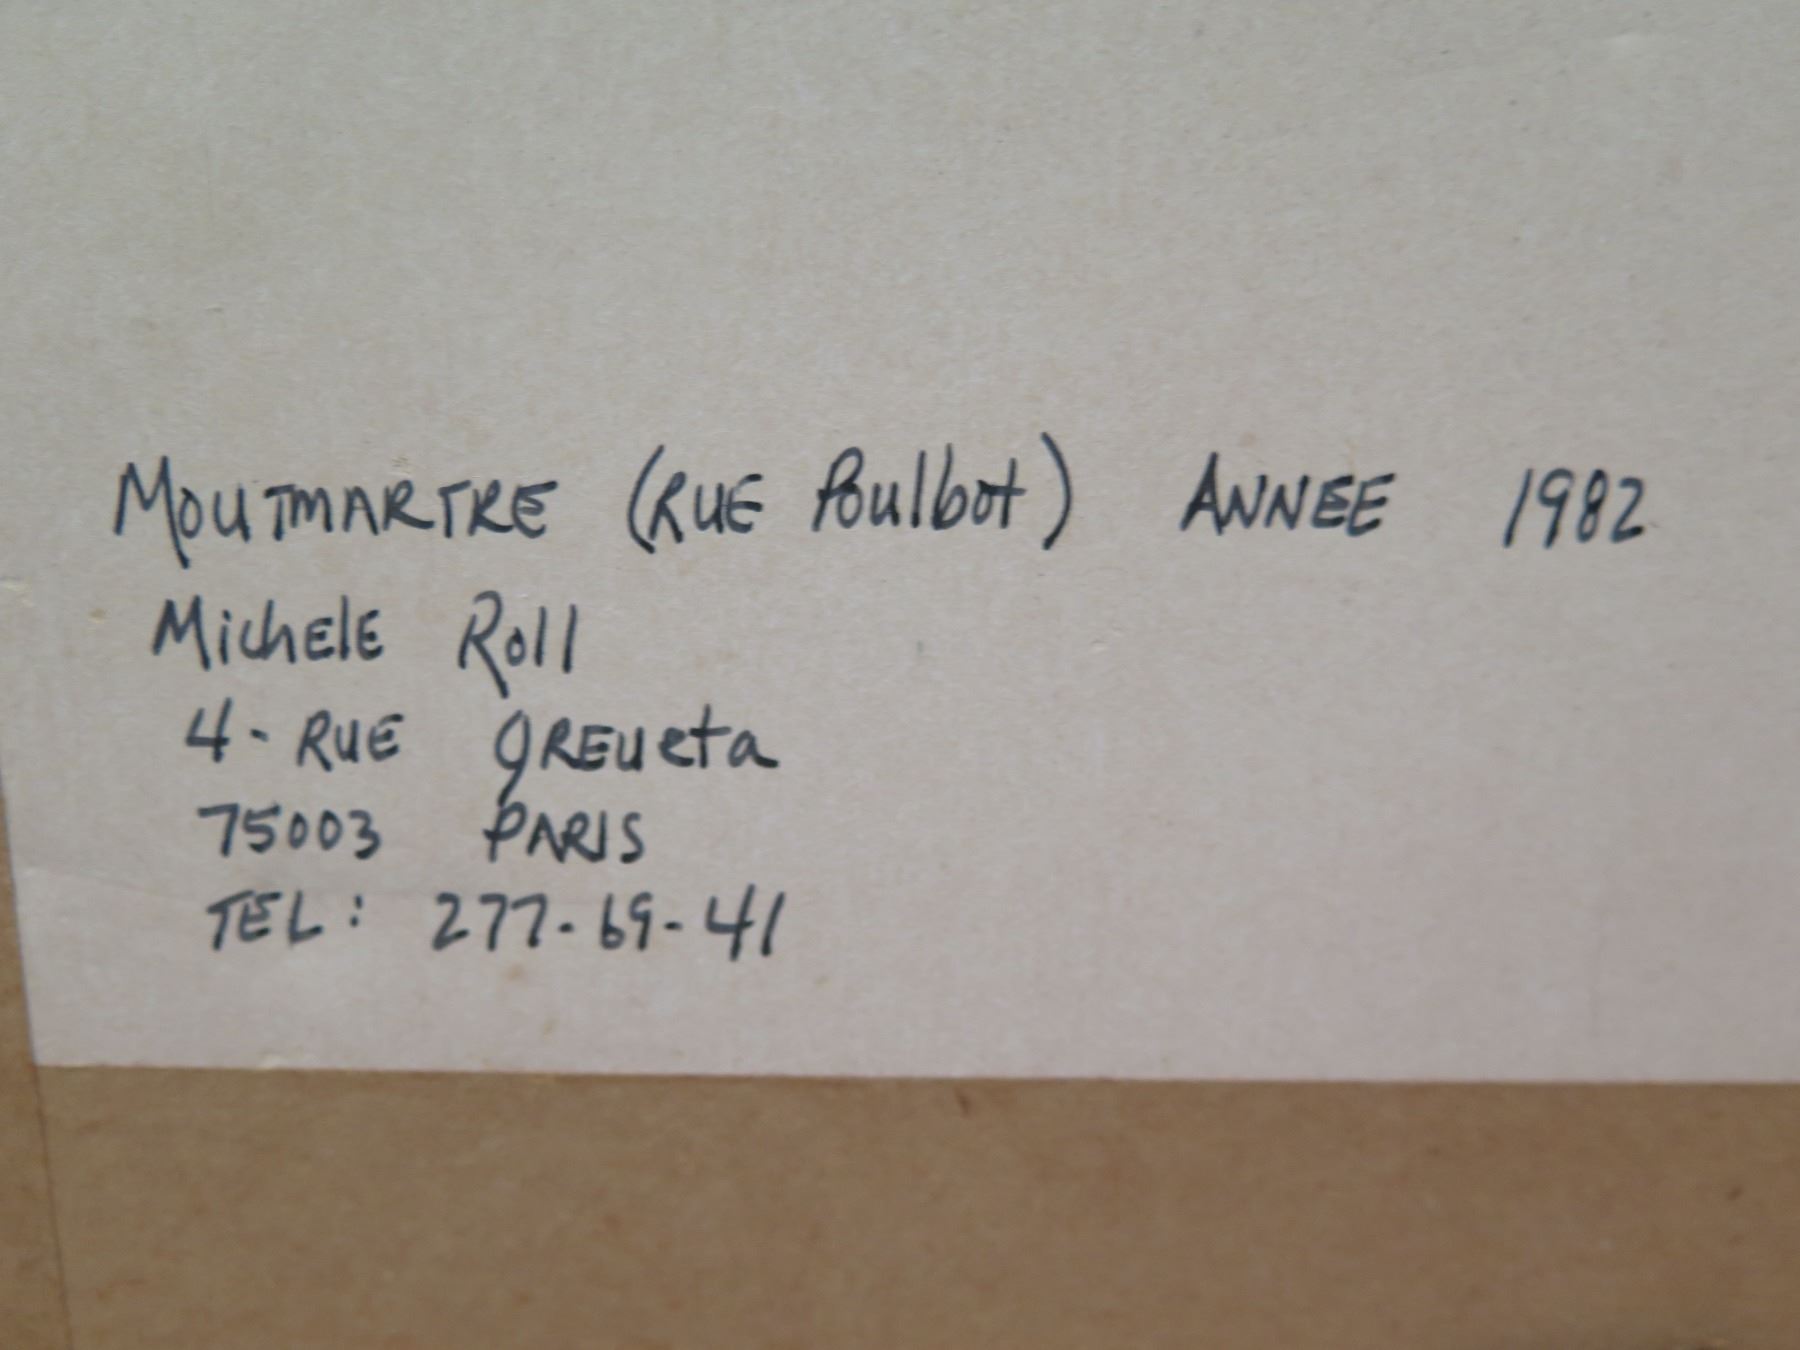 MOUTMARTRE (RUE Poulbot) ANNEE 1982
MichELE Roll
4- RUE GREUeta
75003 PARIS
TEL: 277-69-41